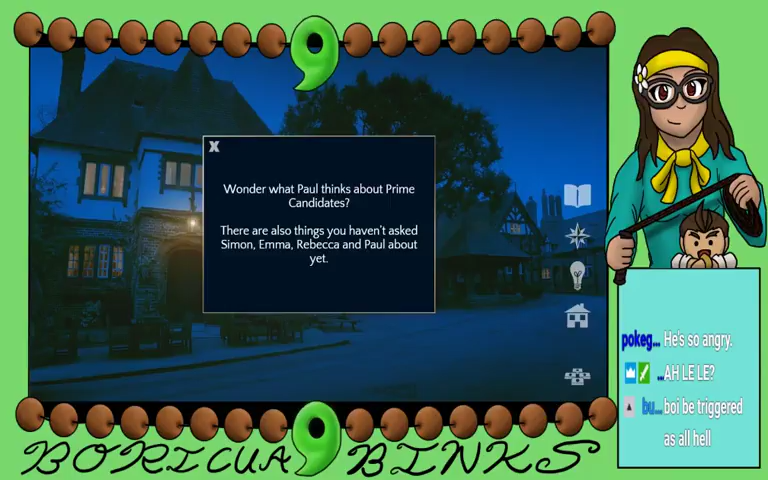 X
Wonder what Paul thinks about Prime
Candidates?
There are also things you haven't asked
Simon, Emma, Rebecca and Paul about
yet.
pokeg... He's so angry.
...AH LE LE?
bu...boi be triggered
as all hell
BORICUA BINKS